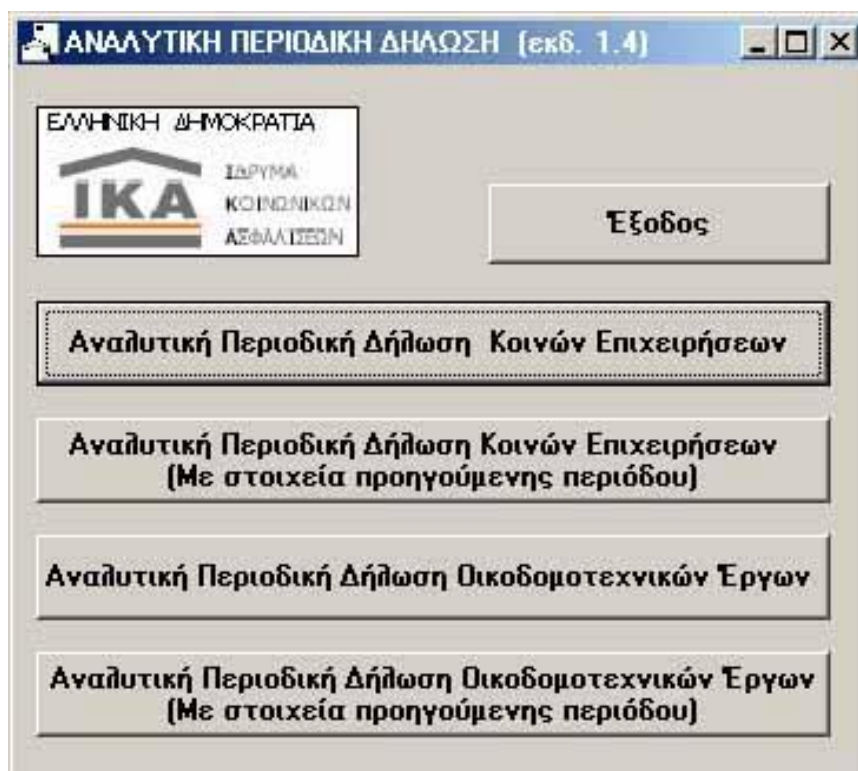 ΑΝΑΛΥΤΙΚΗ ΠΕΡΙΟΔΙΚΗ ΔΗΛΩΣΗ (εκδ. 1.4)
ΕΛΛΗΝΙΚΗ ΔΗΜΟΚΡΑΤΙΑ
ΙΚΑ
ΙΔΡΥΜΑ
ΚΟΙΝΩΝΙΚΩΝ
ΑΣΦΑΛΙΣΕΩΝ
Έξοδος
Αναλυτική Περιοδική Δήλωση Κοινών Επιχειρήσεων
Αναλυτική Περιοδική Δήλωση Κοινών Επιχειρήσεων
(Με στοιχεία προηγούμενης περιόδου)
Αναλυτική Περιοδική Δήλωση Οικοδομοτεχνικών Έργων
Αναλυτική Περιοδική Δήλωση Οικοδομοτεχνικών Έργων
(Με στοιχεία προηγούμενης περιόδου)